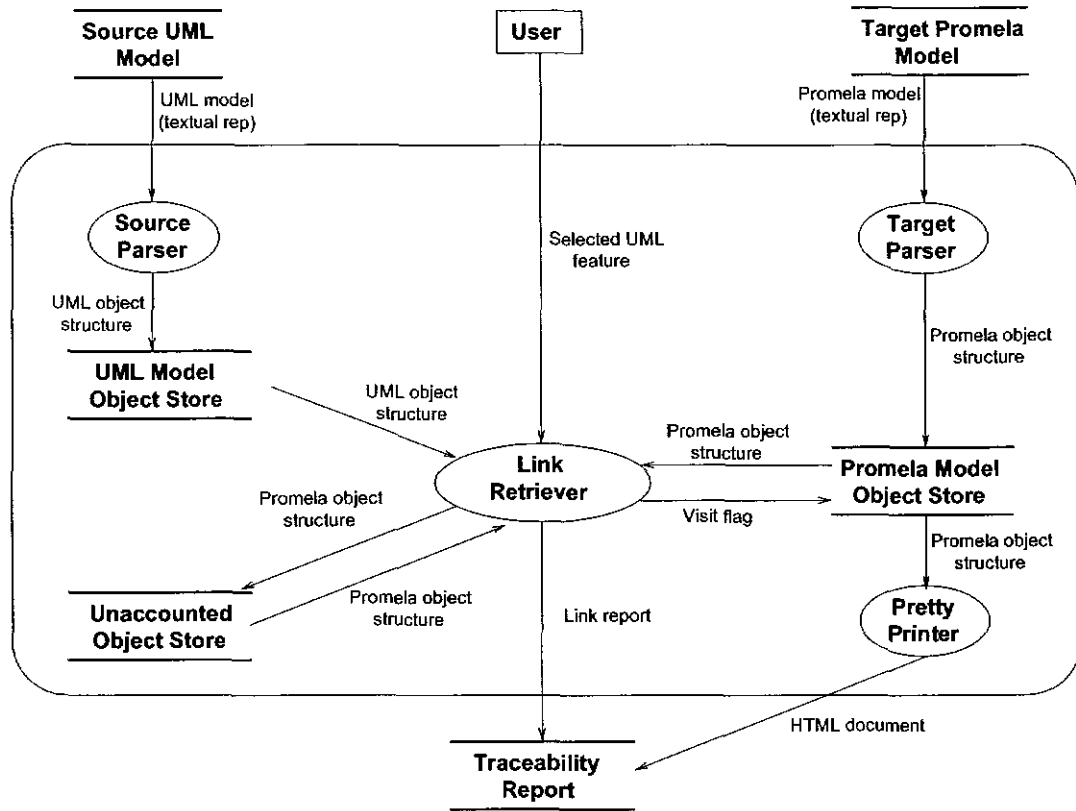 Source UML
Model
User
Target Promela
Model
UML model
(textual rep)
Promela model
(textual rep)
Source
Parser
Target
Parser
Selected UML
feature
UML object
structure
Promela object
structure
UML Model
Object Store
UML object
structure
Promela object
structure
Link
Retriever
Promela Model
Object Store
Visit flag
Promela object
structure
Promela object
structure
Promela object
structure
Unaccounted
Object Store
Link report
Pretty
Printer
HTML document
Traceability
Report